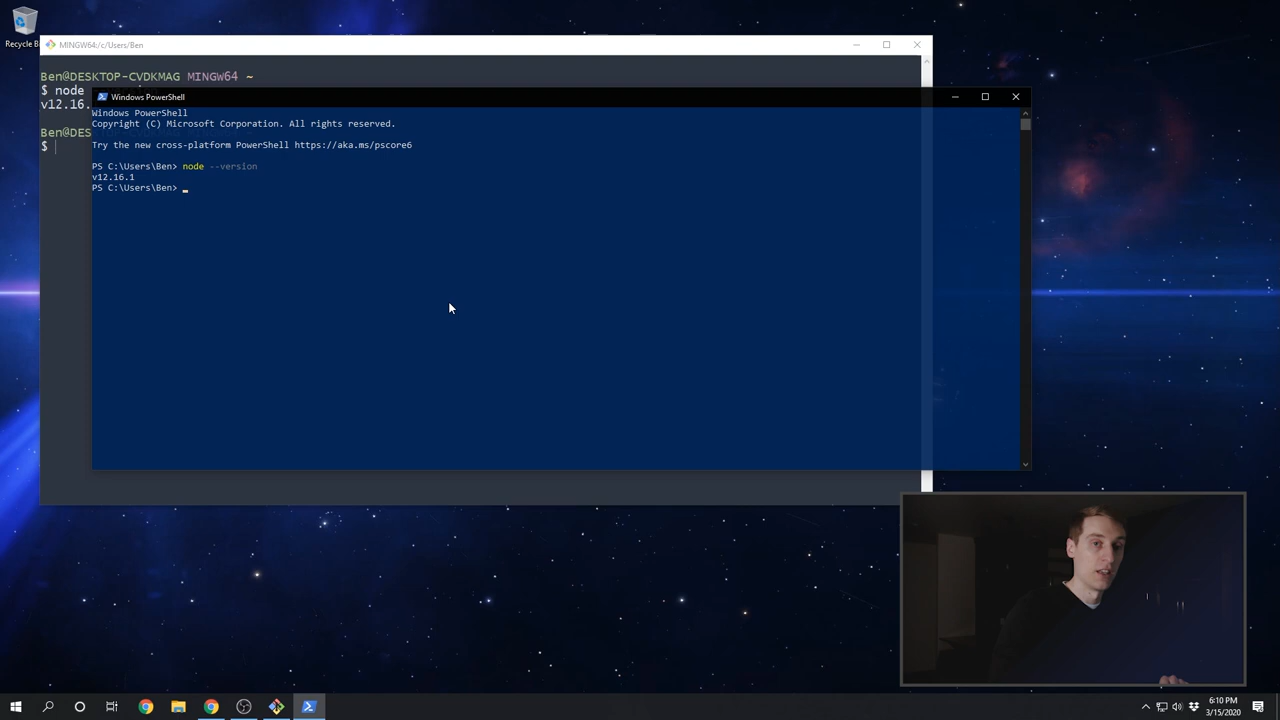 Recycle B
MINGW64:/c/Users/Ben
Ben@DESKTOP-CVDKMAG MINGW64 ~
$ node
v12.16.
Ben@DES
$
Windows PowerShell
Windows PowerShell
Copyright (C) Microsoft Corporation. All rights reserved.
Try the new cross-platform PowerShell https://aka.ms/pscore6
PS C:\Users\Ben> node --version
v12.16.1
PS C:\Users\Ben>
6:10 PM
3/15/2020